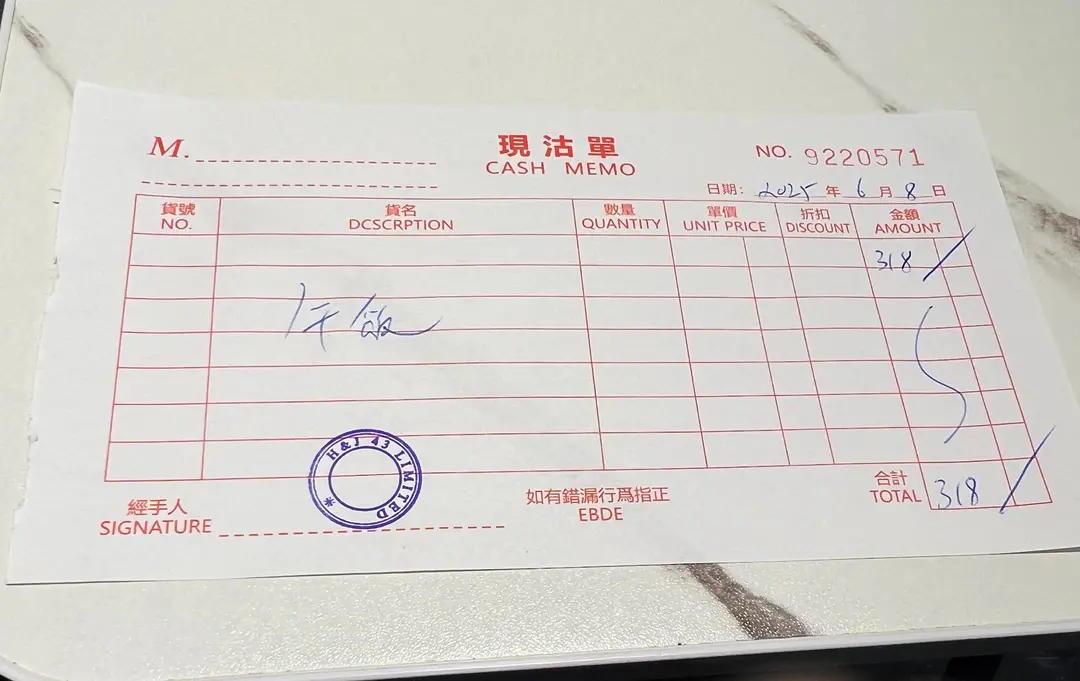 M.
現沽單
CASH MEMO
NO. 9220571
日期: 2025 年 6 月 8 日
貨號 貨名 數量 單價 折扣 金額
NO. DCSCRPTION QUANTITY UNIT PRICE DISCOUNT AMOUNT
318/
午飯
H&J 43 LIMITED *
經手人
SIGNATURE
如有錯漏行爲指正
EBDE
合計
TOTAL 318/